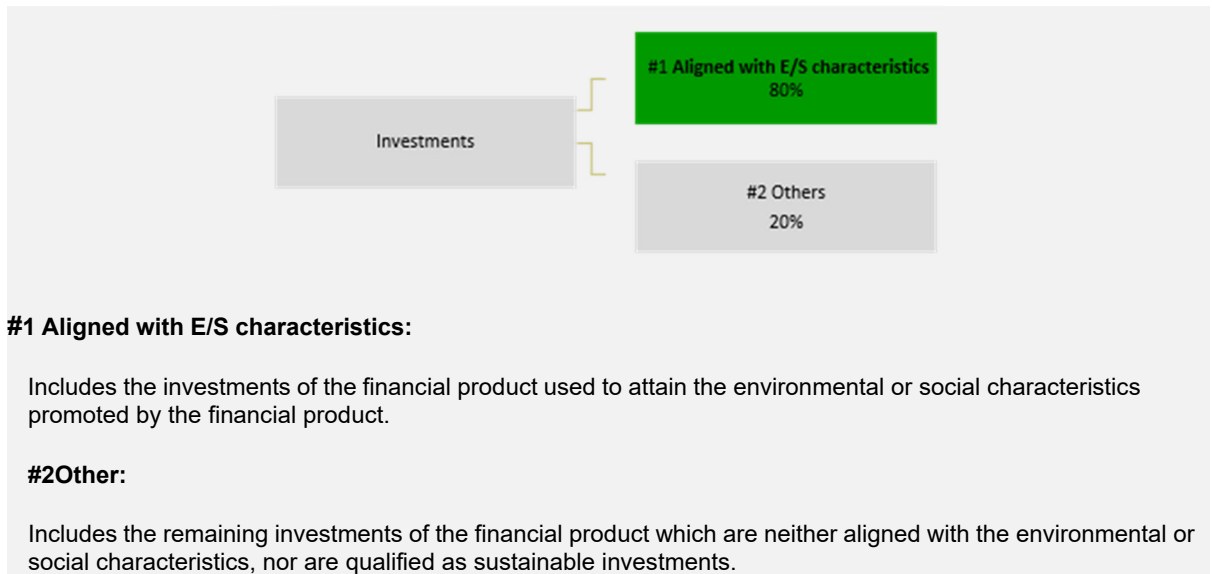 #1 Aligned with E/S characteristics
80%
Investments
#2 Others
20%
#1 Aligned with E/S characteristics:
Includes the investments of the financial product used to attain the environmental or social characteristics
promoted by the financial product.
#2Other:
Includes the remaining investments of the financial product which are neither aligned with the environmental or
social characteristics, nor are qualified as sustainable investments.